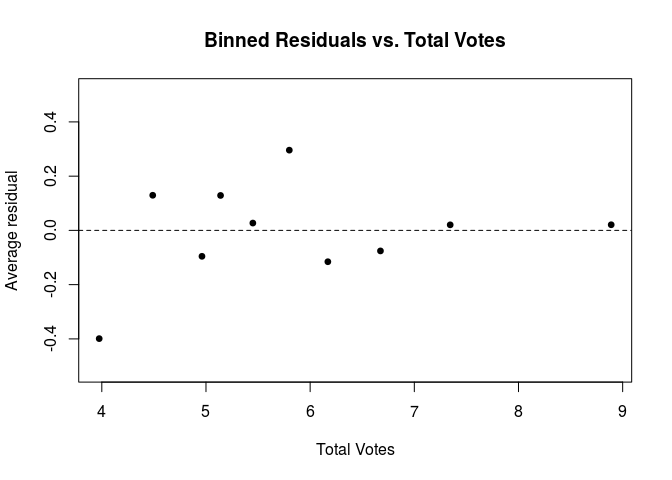 Binned Residuals vs. Total Votes
Average residual
0.4
0.2
0.0
-0.2
-0.4
4 5 6 7 8 9
Total Votes